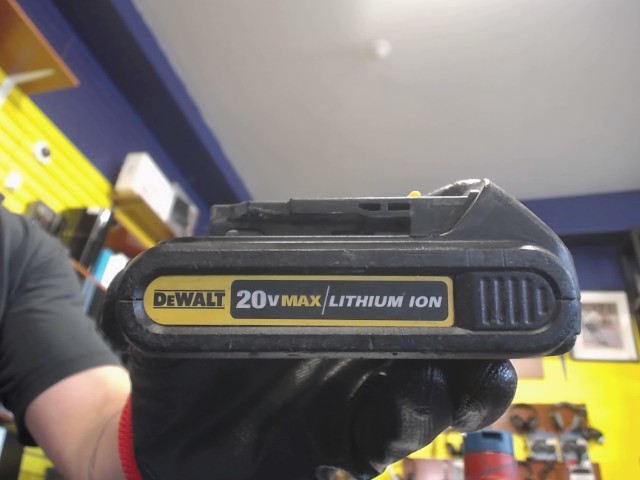 DEWALT 20V MAX/LITHIUM ION